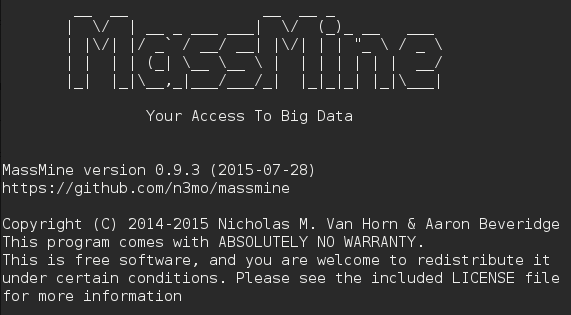 MassMine
Your Access To Big Data
MassMine version 0.9.3 (2015-07-28)
https://github.com/n3mo/massmine
Copyright (C) 2014-2015 Nicholas M. Van Horn & Aaron Beveridge
This program comes with ABSOLUTELY NO WARRANTY.
This is free software, and you are welcome to redistribute it
under certain conditions. Please see the included LICENSE file
for more information